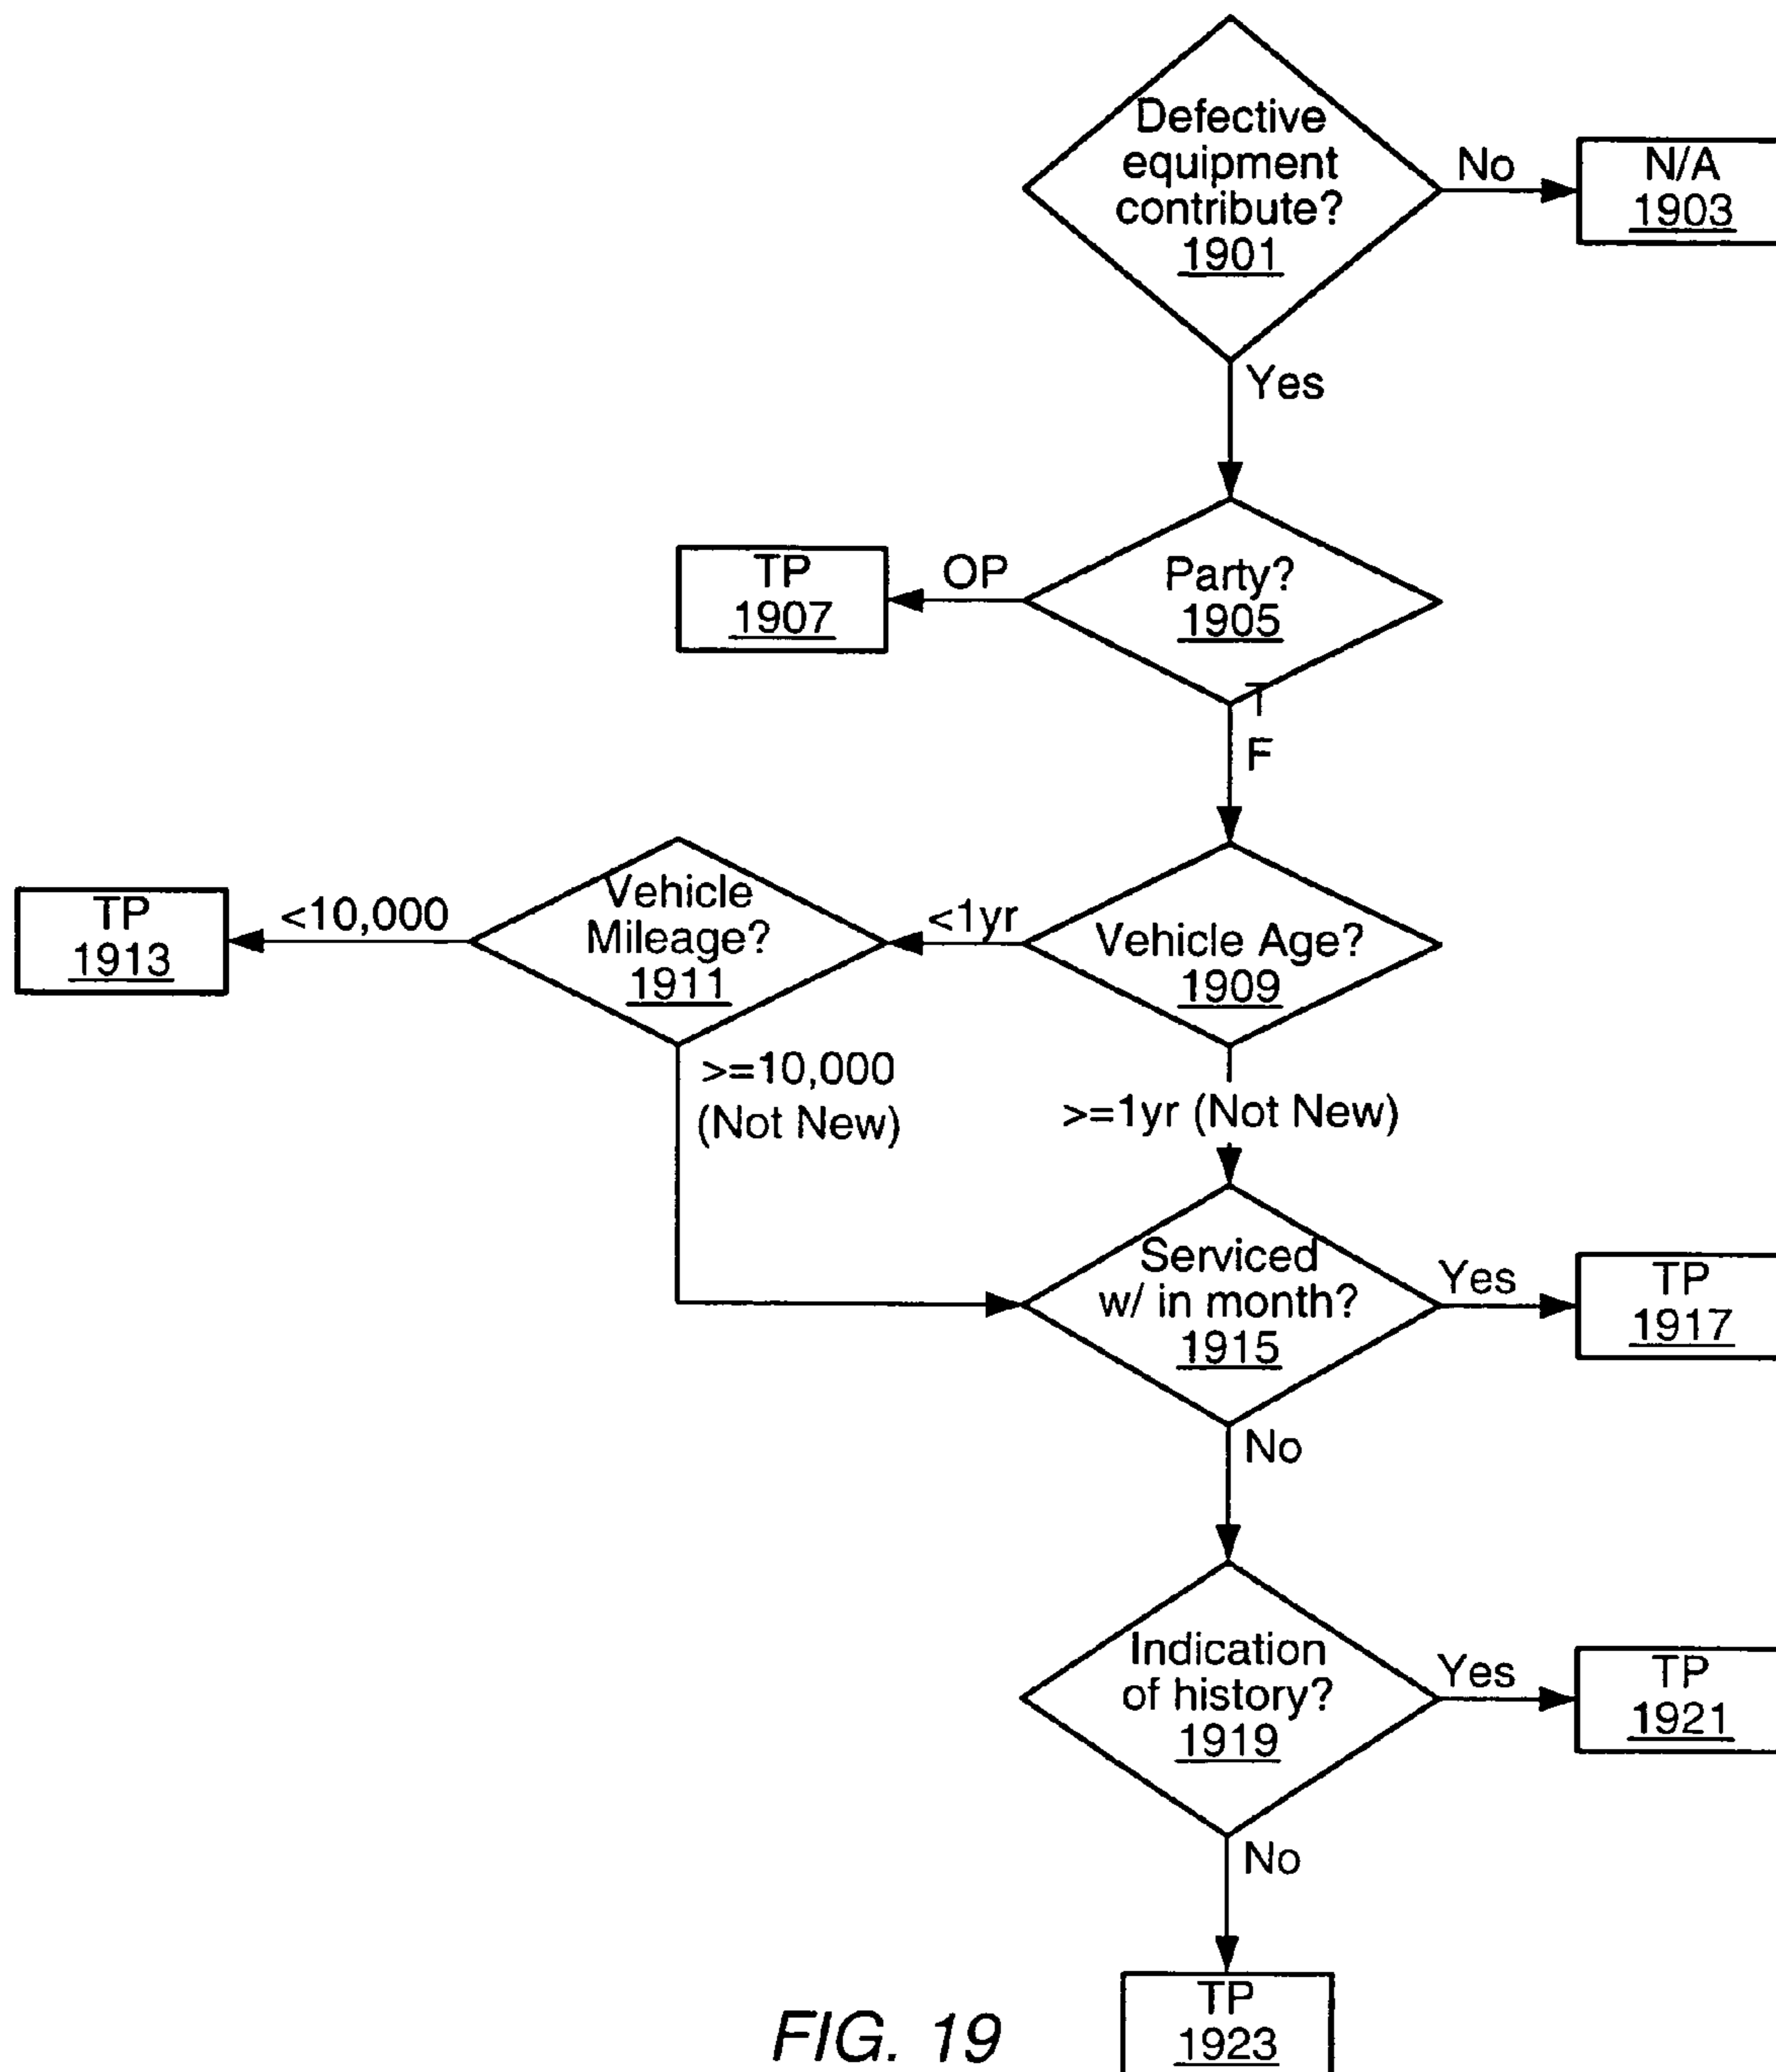 Defective
equipment
contribute?
1901
No
N/A
1903
Yes
Party?
1905
OP
TP
1907
T
F
Vehicle Age?
1909
<1yr
Vehicle
Mileage?
1911
<10,000
TP
1913
>=10,000
(Not New)
>=1yr (Not New)
Serviced
w/ in month?
1915
Yes
TP
1917
No
Indication
of history?
1919
Yes
TP
1921
No
TP
1923
FIG. 19